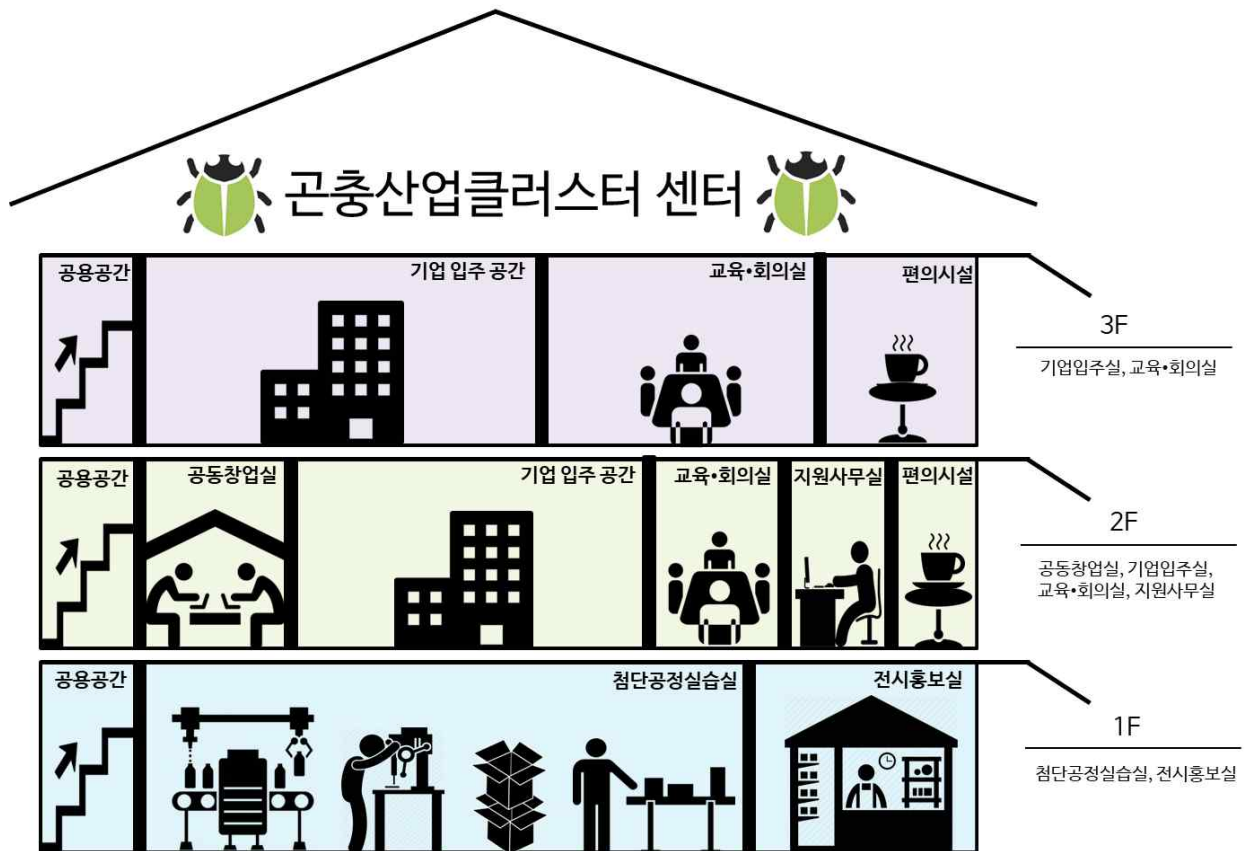 곤충산업클러스터 센터
공용공간
기업 입주 공간
교육•회의실
편의시설
3F
기업입주실, 교육•회의실
공용공간
공동창업실
기업 입주 공간
교육•회의실
지원사무실
편의시설
2F
공동창업실, 기업입주실,
교육•회의실, 지원사무실
공용공간
첨단공정실습실
전시홍보실
1F
첨단공정실습실, 전시홍보실